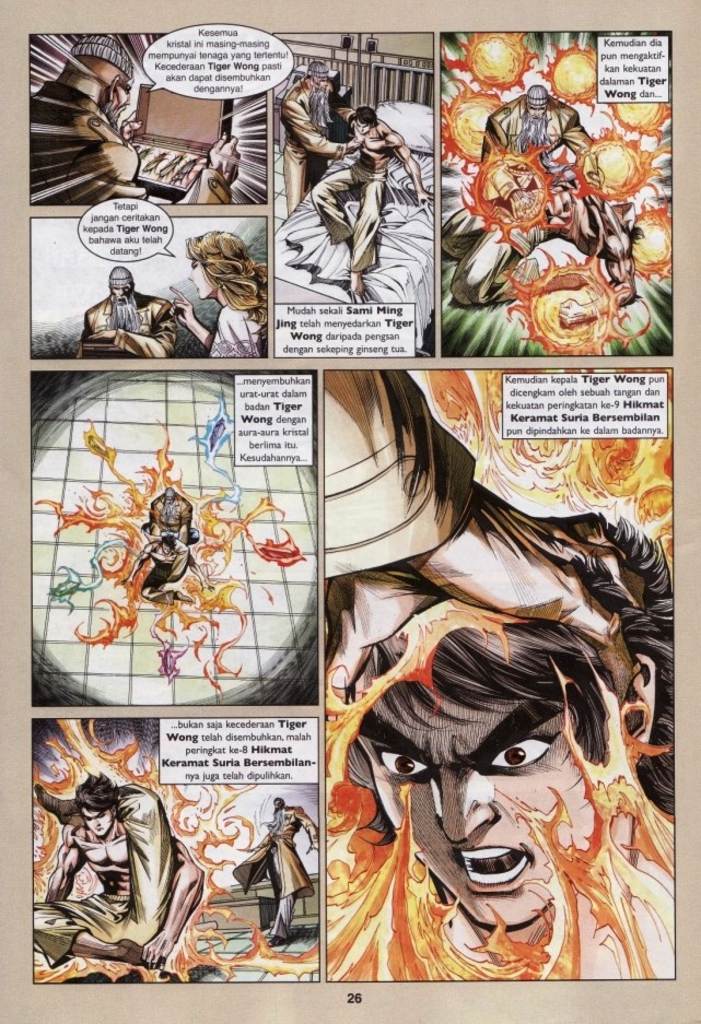 Kesemua
kristal ini masing-masing
mempunyai tenaga yang tertentu!
Kecederaan Tiger Wong pasti
akan dapat disembuhkan
dengannya!
Tetapi
jangan ceritakan
kepada Tiger Wong
bahawa aku telah
datang!
Mudah sekali Sami Ming
Jing telah menyedarkan Tiger
Wong daripada pengsan
dengan sekeping ginseng tua.
Kemudian dia
pun mengaktif-
kan kekuatan
dalaman Tiger
Wong dan...
...menyembuhkan
urat-urat dalam
badan Tiger
Wong dengan
aura-aura kristal
berlima itu.
Kesudahannya...
...bukan saja kecederaan Tiger
Wong telah disembuhkan, malah
peringkat ke-8 Hikmat
Keramat Suria Bersembilan-
nya juga telah dipulihkan.
Kemudian kepala Tiger Wong pun
dicengkam oleh sebuah tangan dan
kekuatan peringkatan ke-9 Hikmat
Keramat Suria Bersembilan
pun dipindahkan ke dalam badannya.
26